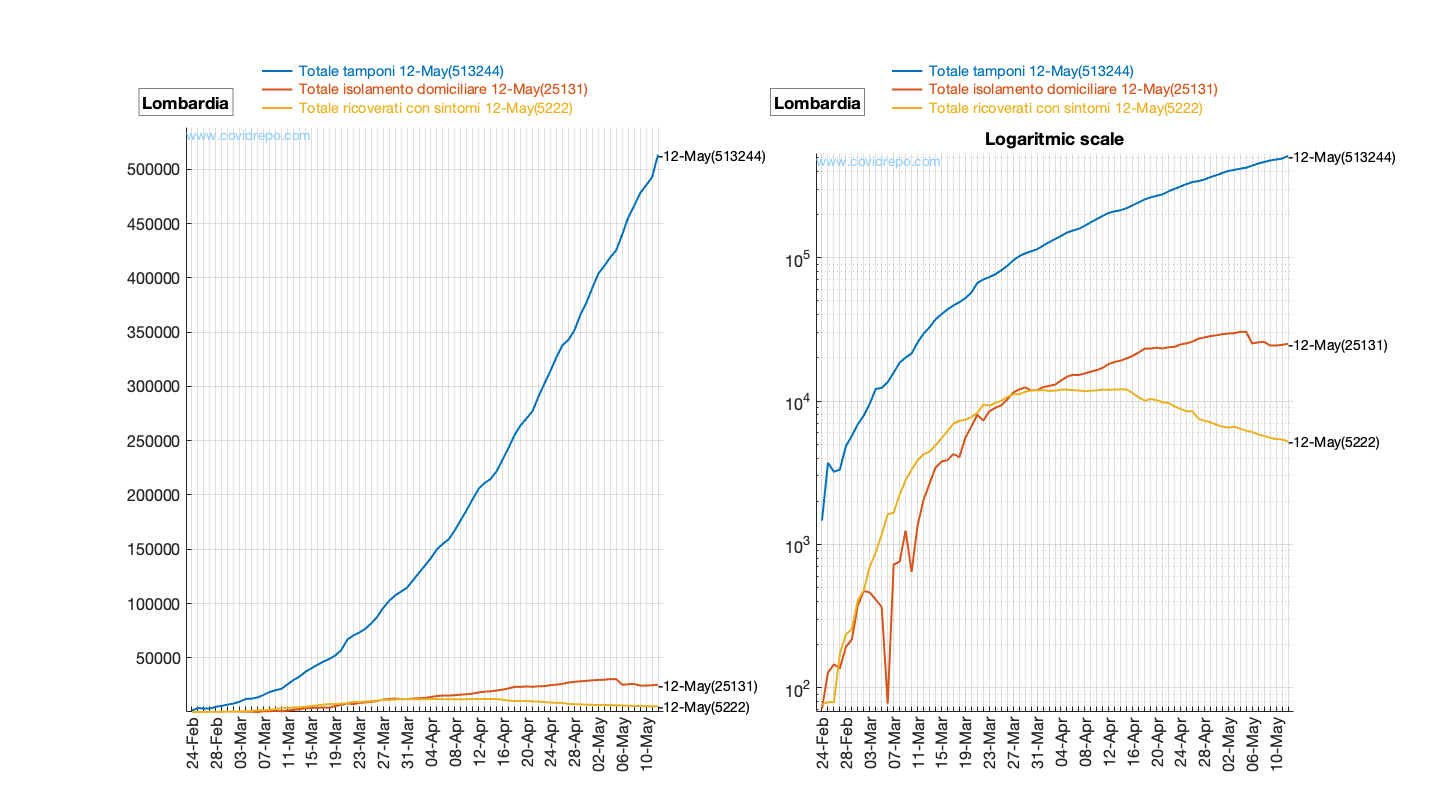 Totale tamponi 12-May(513244)
Totale isolamento domiciliare 12-May(25131)
Totale ricoverati con sintomi 12-May(5222)
Lombardia
www.covidrepo.com
500000
450000
400000
350000
300000
250000
200000
150000
100000
50000
12-May(513244)
12-May(25131)
12-May(5222)
24-Feb
28-Feb
03-Mar
07-Mar
11-Mar
15-Mar
19-Mar
23-Mar
27-Mar
31-Mar
04-Apr
08-Apr
12-Apr
16-Apr
20-Apr
24-Apr
28-Apr
02-May
06-May
10-May
Totale tamponi 12-May(513244)
Totale isolamento domiciliare 12-May(25131)
Totale ricoverati con sintomi 12-May(5222)
Lombardia
Logaritmic scale
www.covidrepo.com
10^5
10^4
10^3
10^2
12-May(513244)
12-May(25131)
12-May(5222)
24-Feb
28-Feb
03-Mar
07-Mar
11-Mar
15-Mar
19-Mar
23-Mar
27-Mar
31-Mar
04-Apr
08-Apr
12-Apr
16-Apr
20-Apr
24-Apr
28-Apr
02-May
06-May
10-May